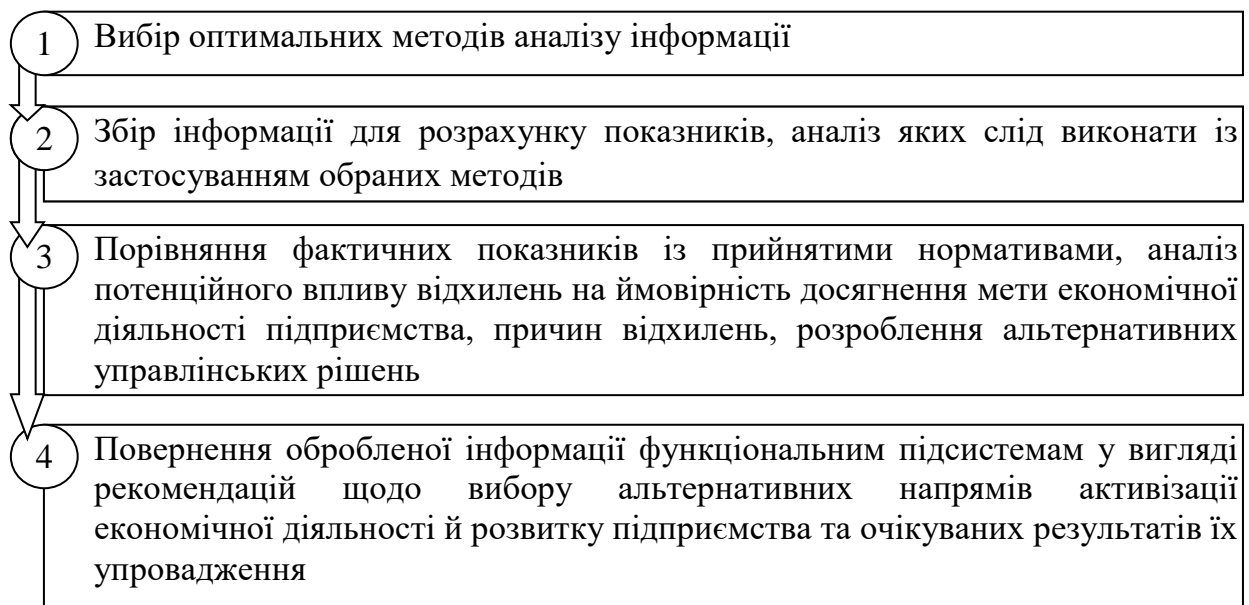 1 Вибір оптимальних методів аналізу інформації
2 Збір інформації для розрахунку показників, аналіз яких слід виконати із
застосуванням обраних методів
3 Порівняння фактичних показників із прийнятими нормативами, аналіз
потенційного впливу відхилень на ймовірність досягнення мети економічної
діяльності підприємства, причин відхилень, розроблення альтернативних
управлінських рішень
4 Повернення обробленої інформації функціональним підсистемам у вигляді
рекомендацій щодо вибору альтернативних напрямів активізації
економічної діяльності й розвитку підприємства та очікуваних результатів їх
упровадження